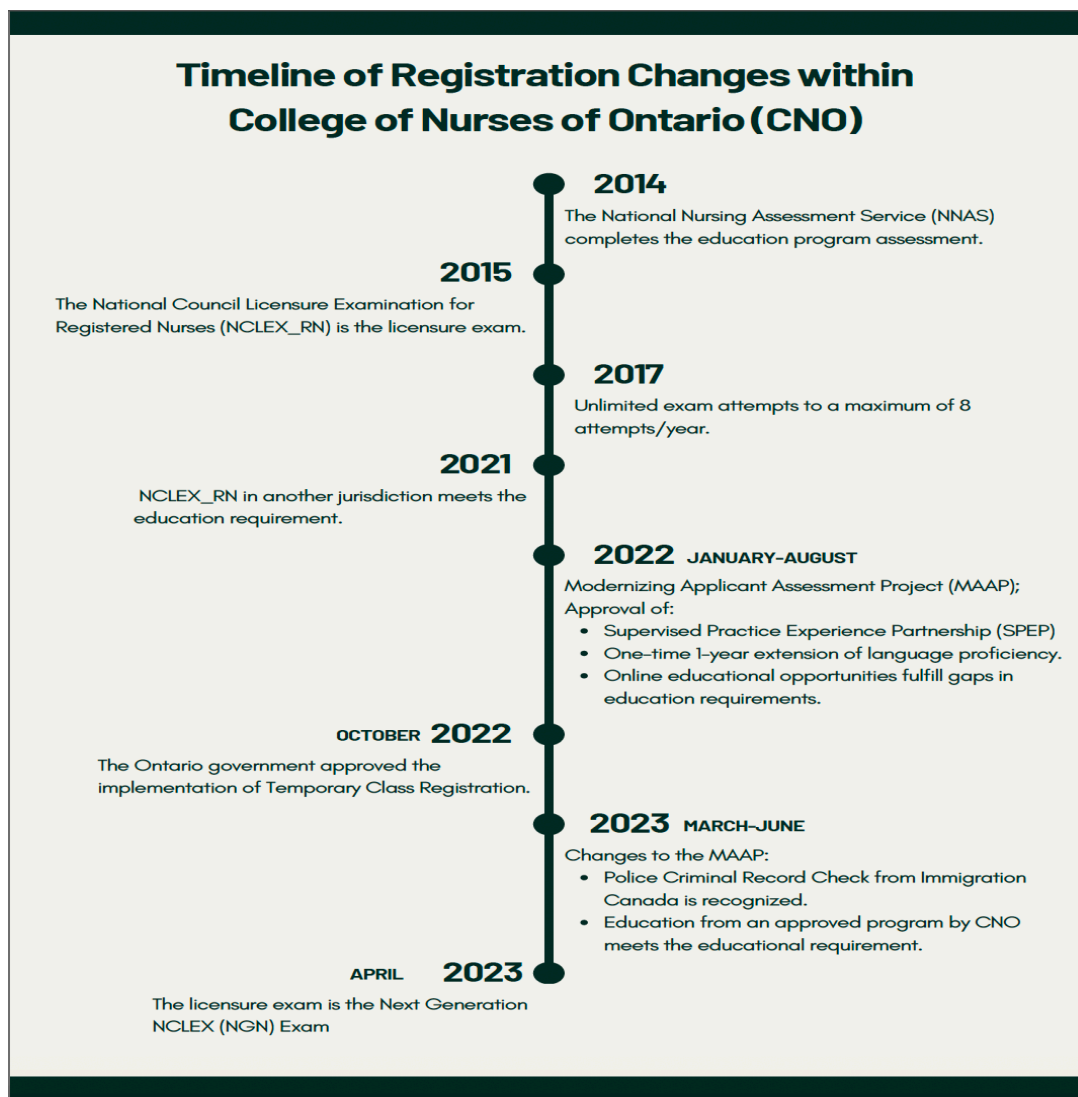 Timeline of Registration Changes within
College of Nurses of Ontario (CNO)
2014
The National Nursing Assessment Service (NNAS)
completes the education program assessment.
2015
The National Council Licensure Examination for
Registered Nurses (NCLEX_RN) is the licensure exam.
2017
Unlimited exam attempts to a maximum of 8
attempts/year.
2021
NCLEX_RN in another jurisdiction meets the
education requirement.
2022 JANUARY-AUGUST
Modernizing Applicant Assessment Project (MAAP);
Approval of:
• Supervised Practice Experience Partnership (SPEP)
• One-time 1-year extension of language proficiency.
• Online educational opportunities fulfill gaps in
education requirements.
OCTOBER 2022
The Ontario government approved the
implementation of Temporary Class Registration.
2023 MARCH-JUNE
Changes to the MAAP:
• Police Criminal Record Check from Immigration
Canada is recognized.
• Education from an approved program by CNO
meets the educational requirement.
APRIL 2023
The licensure exam is the Next Generation
NCLEX (NGN) Exam